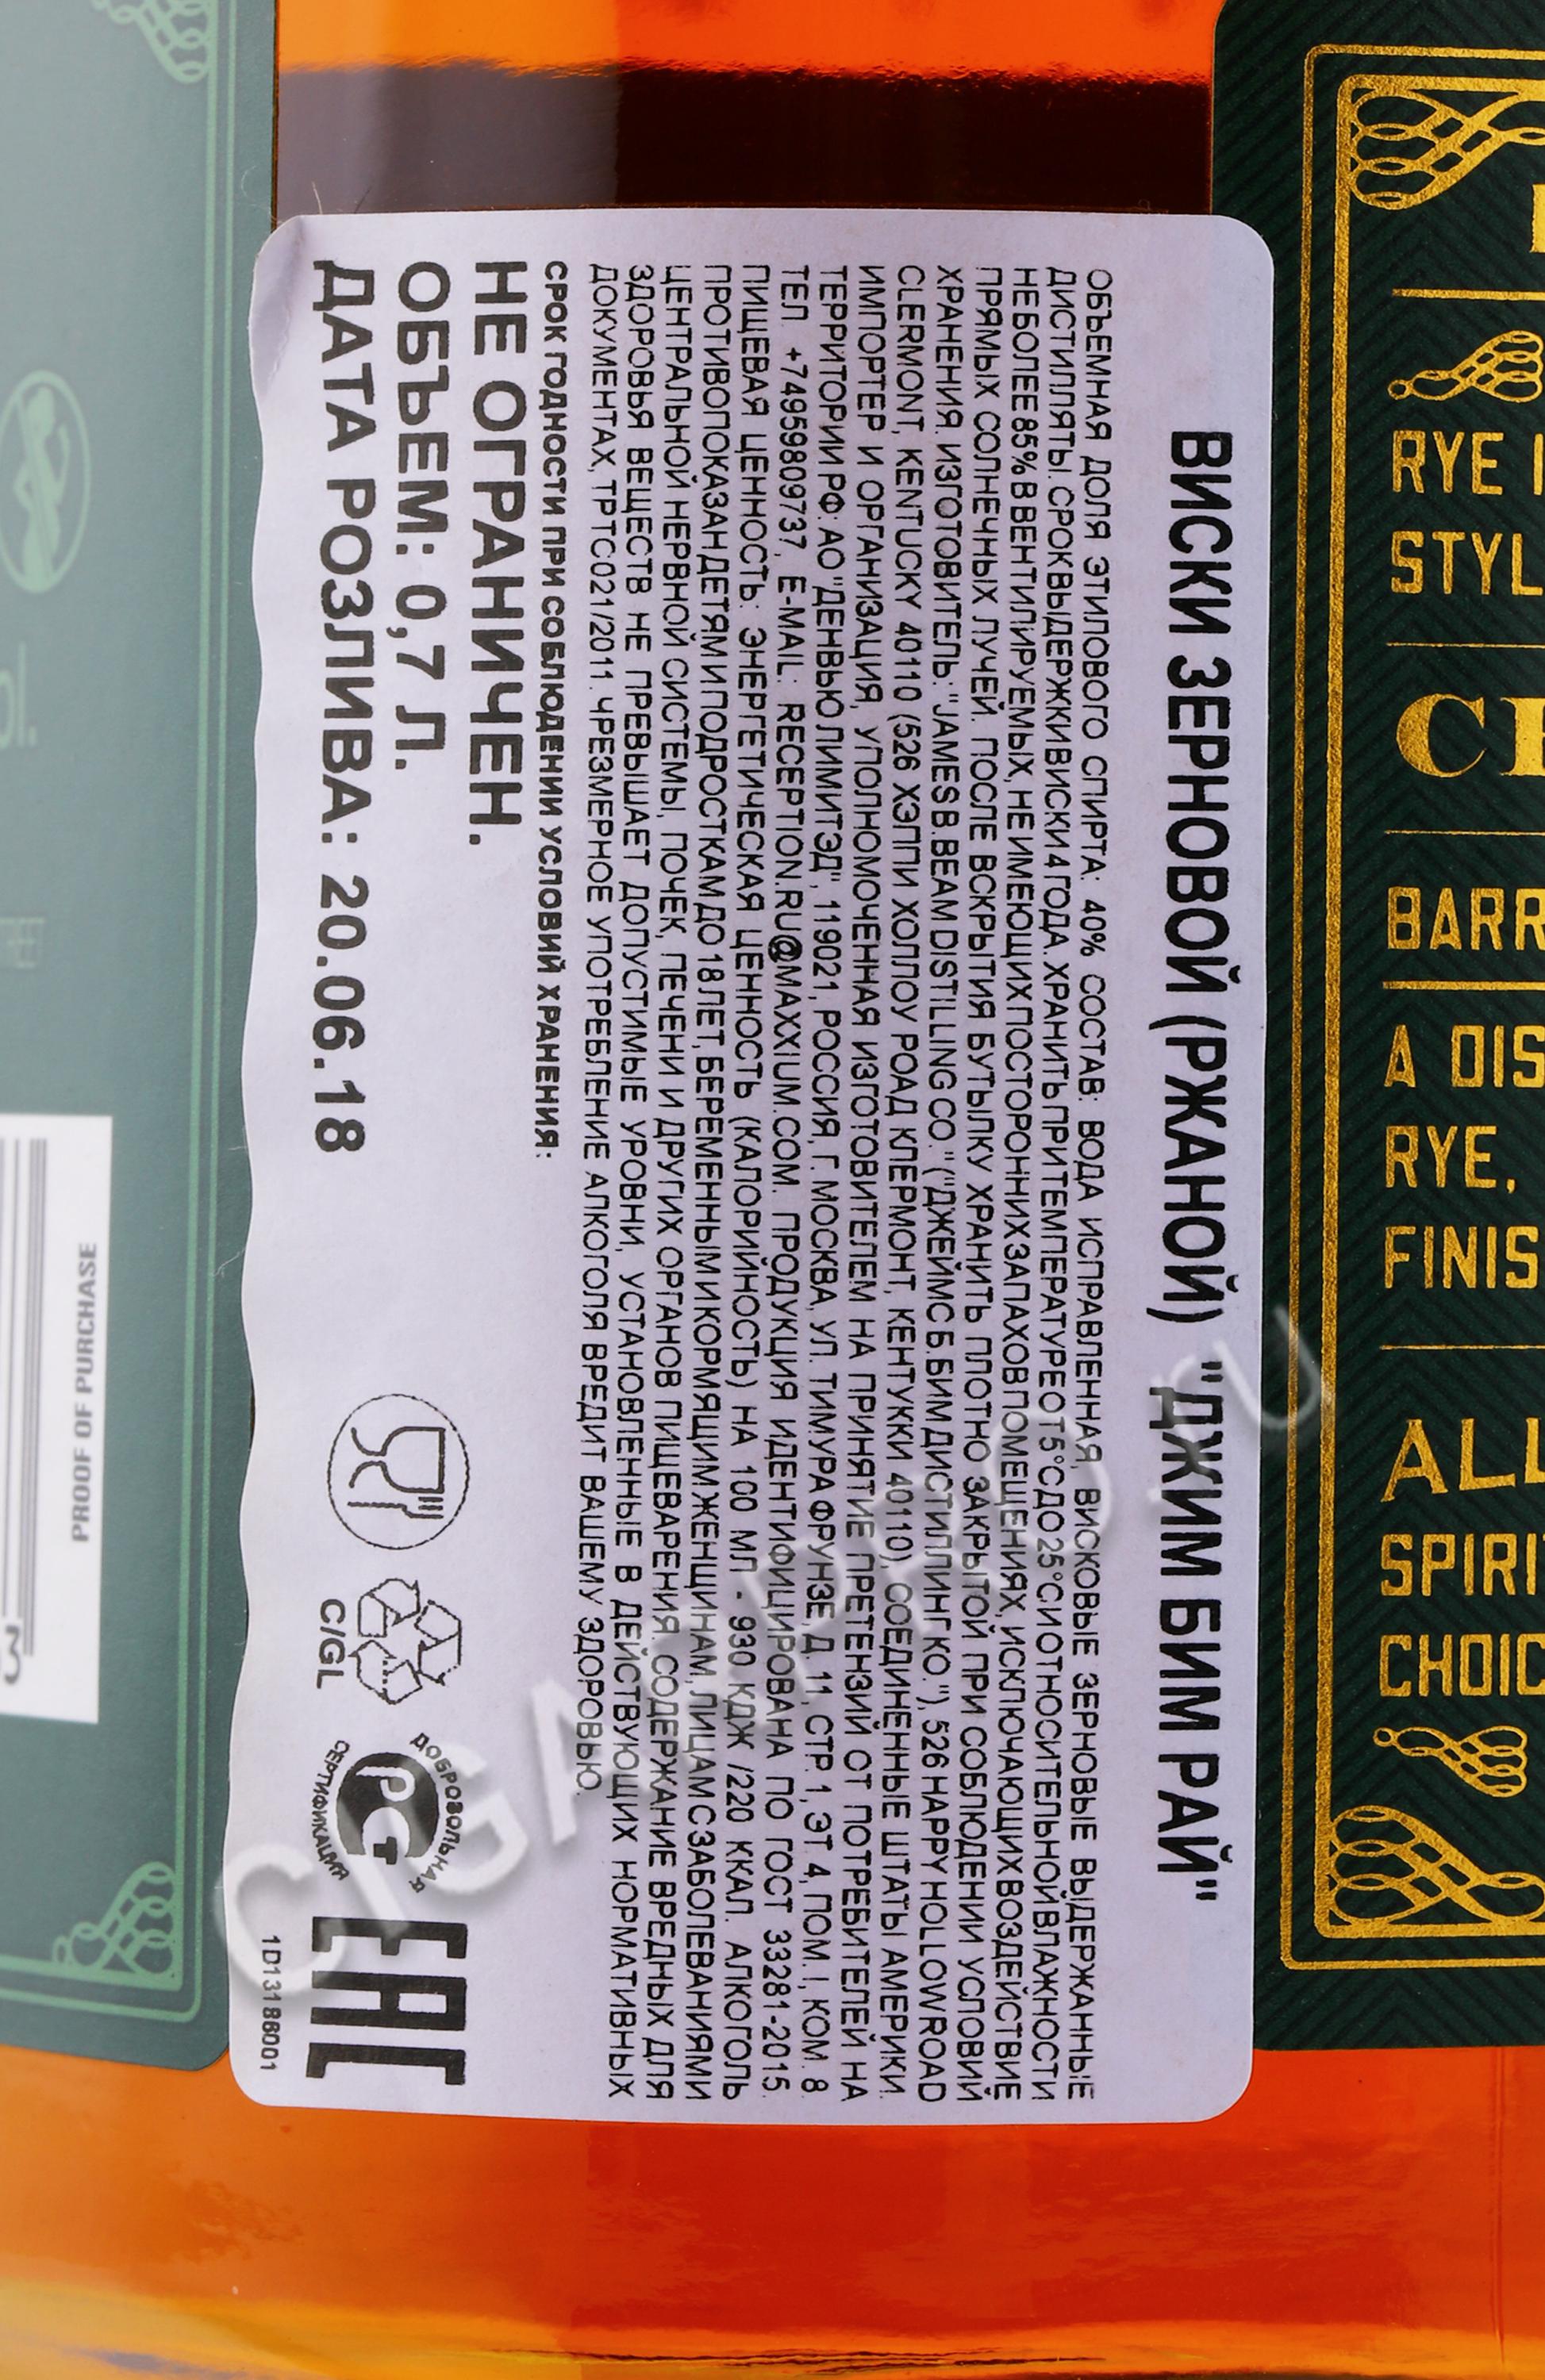 ВИСКИ ЗЕРНОВОЙ (РЖАНОЙ) "ДЖИМ БИМ РАЙ"
ОБЪЕМНАЯ ДОЛЯ ЭТИЛОВОГО СПИРТА: 40% СОСТАВ: ВОДА ИСПРАВЛЕННАЯ, ВИСКОВЫЕ ЗЕРНОВЫЕ ВЫДЕРЖАННЫЕ
ДИСТИЛЛЯТЫ. СРОК ВЫДЕРЖКИ ВИСКИ 4 ГОДА. ХРАНИТЬ ПРИ ТЕМПЕРАТУРЕ ОТ 5°С ДО 25°С И ОТНОСИТЕЛЬНОЙ ВЛАЖНОСТИ
НЕ БОЛЕЕ 85% В ВЕНТИЛИРУЕМЫХ, НЕ ИМЕЮЩИХ ПОСТОРОННИХ ЗАПАХОВ ПОМЕЩЕНИЯХ, ИСКЛЮЧАЮЩИХ ВОЗДЕЙСТВИЕ
ПРЯМЫХ СОЛНЕЧНЫХ ЛУЧЕЙ. ПОСЛЕ ВСКРЫТИЯ БУТЫЛКУ ХРАНИТЬ ПЛОТНО ЗАКРЫТОЙ ПРИ СОБЛЮДЕНИИ УСЛОВИЙ
ХРАНЕНИЯ. ИЗГОТОВИТЕЛЬ: "JAMES B. BEAM DISTILLING CO." ("ДЖЕЙМС Б. БИМ ДИСТИЛЛИНГ КО."), 526 HAPPY HOLLOW ROAD
CLERMONT, KENTUCKY 40110 (526 ХЭППИ ХОЛЛОУ РОАД КЛЕРМОНТ, КЕНТУККИ 40110), СОЕДИНЁННЫЕ ШТАТЫ АМЕРИКИ.
ИМПОРТЕР И ОРГАНИЗАЦИЯ, УПОЛНОМОЧЕННАЯ ИЗГОТОВИТЕЛЕМ НА ПРИНЯТИЕ ПРЕТЕНЗИЙ ОТ ПОТРЕБИТЕЛЕЙ НА
ТЕРРИТОРИИ РФ: АО "ДЕНВЬЮ ЛИМИТЭД", 119021, РОССИЯ, Г. МОСКВА, УЛ. ТИМУРА ФРУНЗЕ, Д. 11, СТР. 1, ЭТ. 4, ПОМ. I, КОМ. 8
ТЕЛ. +74959809737, E-MAIL: RECEPTION.RU@MAXXIUM.COM. ПРОДУКЦИЯ ИДЕНТИФИЦИРОВАНА ПО ГОСТ 33281-2015.
ПИЩЕВАЯ ЦЕННОСТЬ: ЭНЕРГЕТИЧЕСКАЯ ЦЕННОСТЬ (КАЛОРИЙНОСТЬ) НА 100 МЛ - 930 КДЖ /220 ККАЛ. АЛКОГОЛЬ
ПРОТИВОПОКАЗАН ДЕТЯМ И ПОДРОСТКАМ ДО 18 ЛЕТ, БЕРЕМЕННЫМ И КОРМЯЩИМ ЖЕНЩИНАМ, ЛИЦАМ С ЗАБОЛЕВАНИЯМИ
ЦЕНТРАЛЬНОЙ НЕРВНОЙ СИСТЕМЫ, ПОЧЕК, ПЕЧЕНИ И ДРУГИХ ОРГАНОВ ПИЩЕВАРЕНИЯ. СОДЕРЖАНИЕ ВРЕДНЫХ ДЛЯ
ЗДОРОВЬЯ ВЕЩЕСТВ НЕ ПРЕВЫШАЕТ ДОПУСТИМЫЕ УРОВНИ, УСТАНОВЛЕННЫЕ В ДЕЙСТВУЮЩИХ НОРМАТИВНЫХ
ДОКУМЕНТАХ, ТР ТС 021/2011. ЧРЕЗМЕРНОЕ УПОТРЕБЛЕНИЕ АЛКОГОЛЯ ВРЕДИТ ВАШЕМУ ЗДОРОВЬЮ.
СРОК ГОДНОСТИ ПРИ СОБЛЮДЕНИИ УСЛОВИЙ ХРАНЕНИЯ:
НЕ ОГРАНИЧЕН.
ОБЪЕМ: 0,7 Л.
ДАТА РОЗЛИВА: 20.06.18
C/GL
ДОБРОВОЛЬНАЯ
РСТ
СЕРТИФИКАЦИЯ
ЕАС
1D13186001
RYE
STYL
BARR
A DIS
RYE,
FINIS
ALL
SPIRI
CHOIC
PROOF OF PURCHASE
CIGARPRO.ru